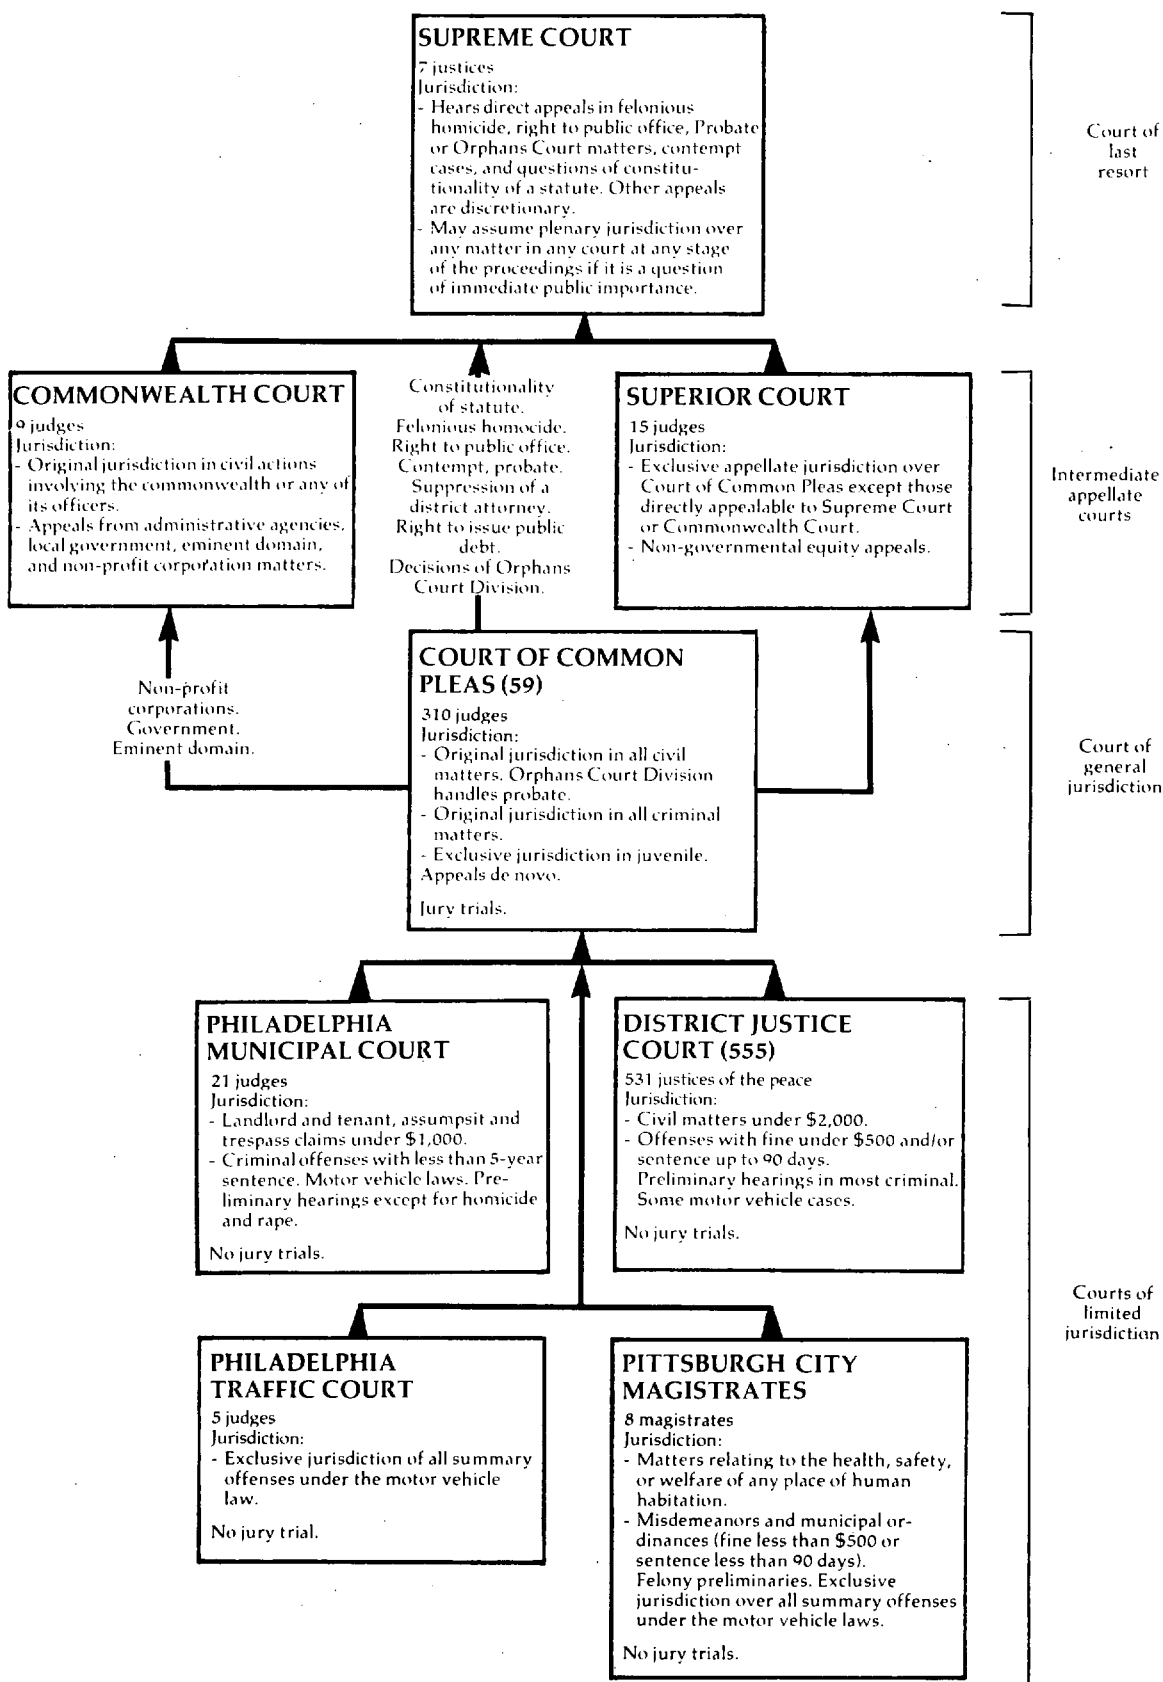 SUPREME COURT
7 justices
Jurisdiction:
- Hears direct appeals in felonious
homicide, right to public office, Probate
or Orphans Court matters, contempt
cases, and questions of constitu-
tionality of a statute. Other appeals
are discretionary.
- May assume plenary jurisdiction over
any matter in any court at any stage
of the proceedings if it is a question
of immediate public importance.
Court of
last
resort
COMMONWEALTH COURT
9 judges
Jurisdiction:
- Original jurisdiction in civil actions
involving the commonwealth or any of
its officers.
- Appeals from administrative agencies,
local government, eminent domain,
and non-profit corporation matters.
Constitutionality
of statute.
Felonious homocide.
Right to public office.
Contempt, probate.
Suppression of a
district attorney.
Right to issue public
debt.
Decisions of Orphans
Court Division.
SUPERIOR COURT
15 judges
Jurisdiction:
- Exclusive appellate jurisdiction over
Court of Common Pleas except those
directly appealable to Supreme Court
or Commonwealth Court.
- Non-governmental equity appeals.
Intermediate
appellate
courts
Non-profit
corporations.
Government.
Eminent domain.
COURT OF COMMON
PLEAS (59)
310 judges
Jurisdiction:
- Original jurisdiction in all civil
matters. Orphans Court Division
handles probate.
- Original jurisdiction in all criminal
matters.
- Exclusive jurisdiction in juvenile.
Appeals de novo.
Jury trials.
Court of
general
jurisdiction
PHILADELPHIA
MUNICIPAL COURT
21 judges
Jurisdiction:
- Landlord and tenant, assumpsit and
trespass claims under $1,000.
- Criminal offenses with less than 5-year
sentence. Motor vehicle laws. Pre-
liminary hearings except for homicide
and rape.
No jury trials.
DISTRICT JUSTICE
COURT (555)
531 justices of the peace
Jurisdiction:
- Civil matters under $2,000.
- Offenses with fine under $500 and/or
sentence up to 90 days.
Preliminary hearings in most criminal.
Some motor vehicle cases.
No jury trials.
Courts of
limited
jurisdiction
PHILADELPHIA
TRAFFIC COURT
5 judges
Jurisdiction:
- Exclusive jurisdiction of all summary
offenses under the motor vehicle
law.
No jury trial.
PITTSBURGH CITY
MAGISTRATES
8 magistrates
Jurisdiction:
- Matters relating to the health, safety,
or welfare of any place of human
habitation.
- Misdemeanors and municipal or-
dinances (fine less than $500 or
sentence less than 90 days).
Felony preliminaries. Exclusive
jurisdiction over all summary offenses
under the motor vehicle laws.
No jury trials.